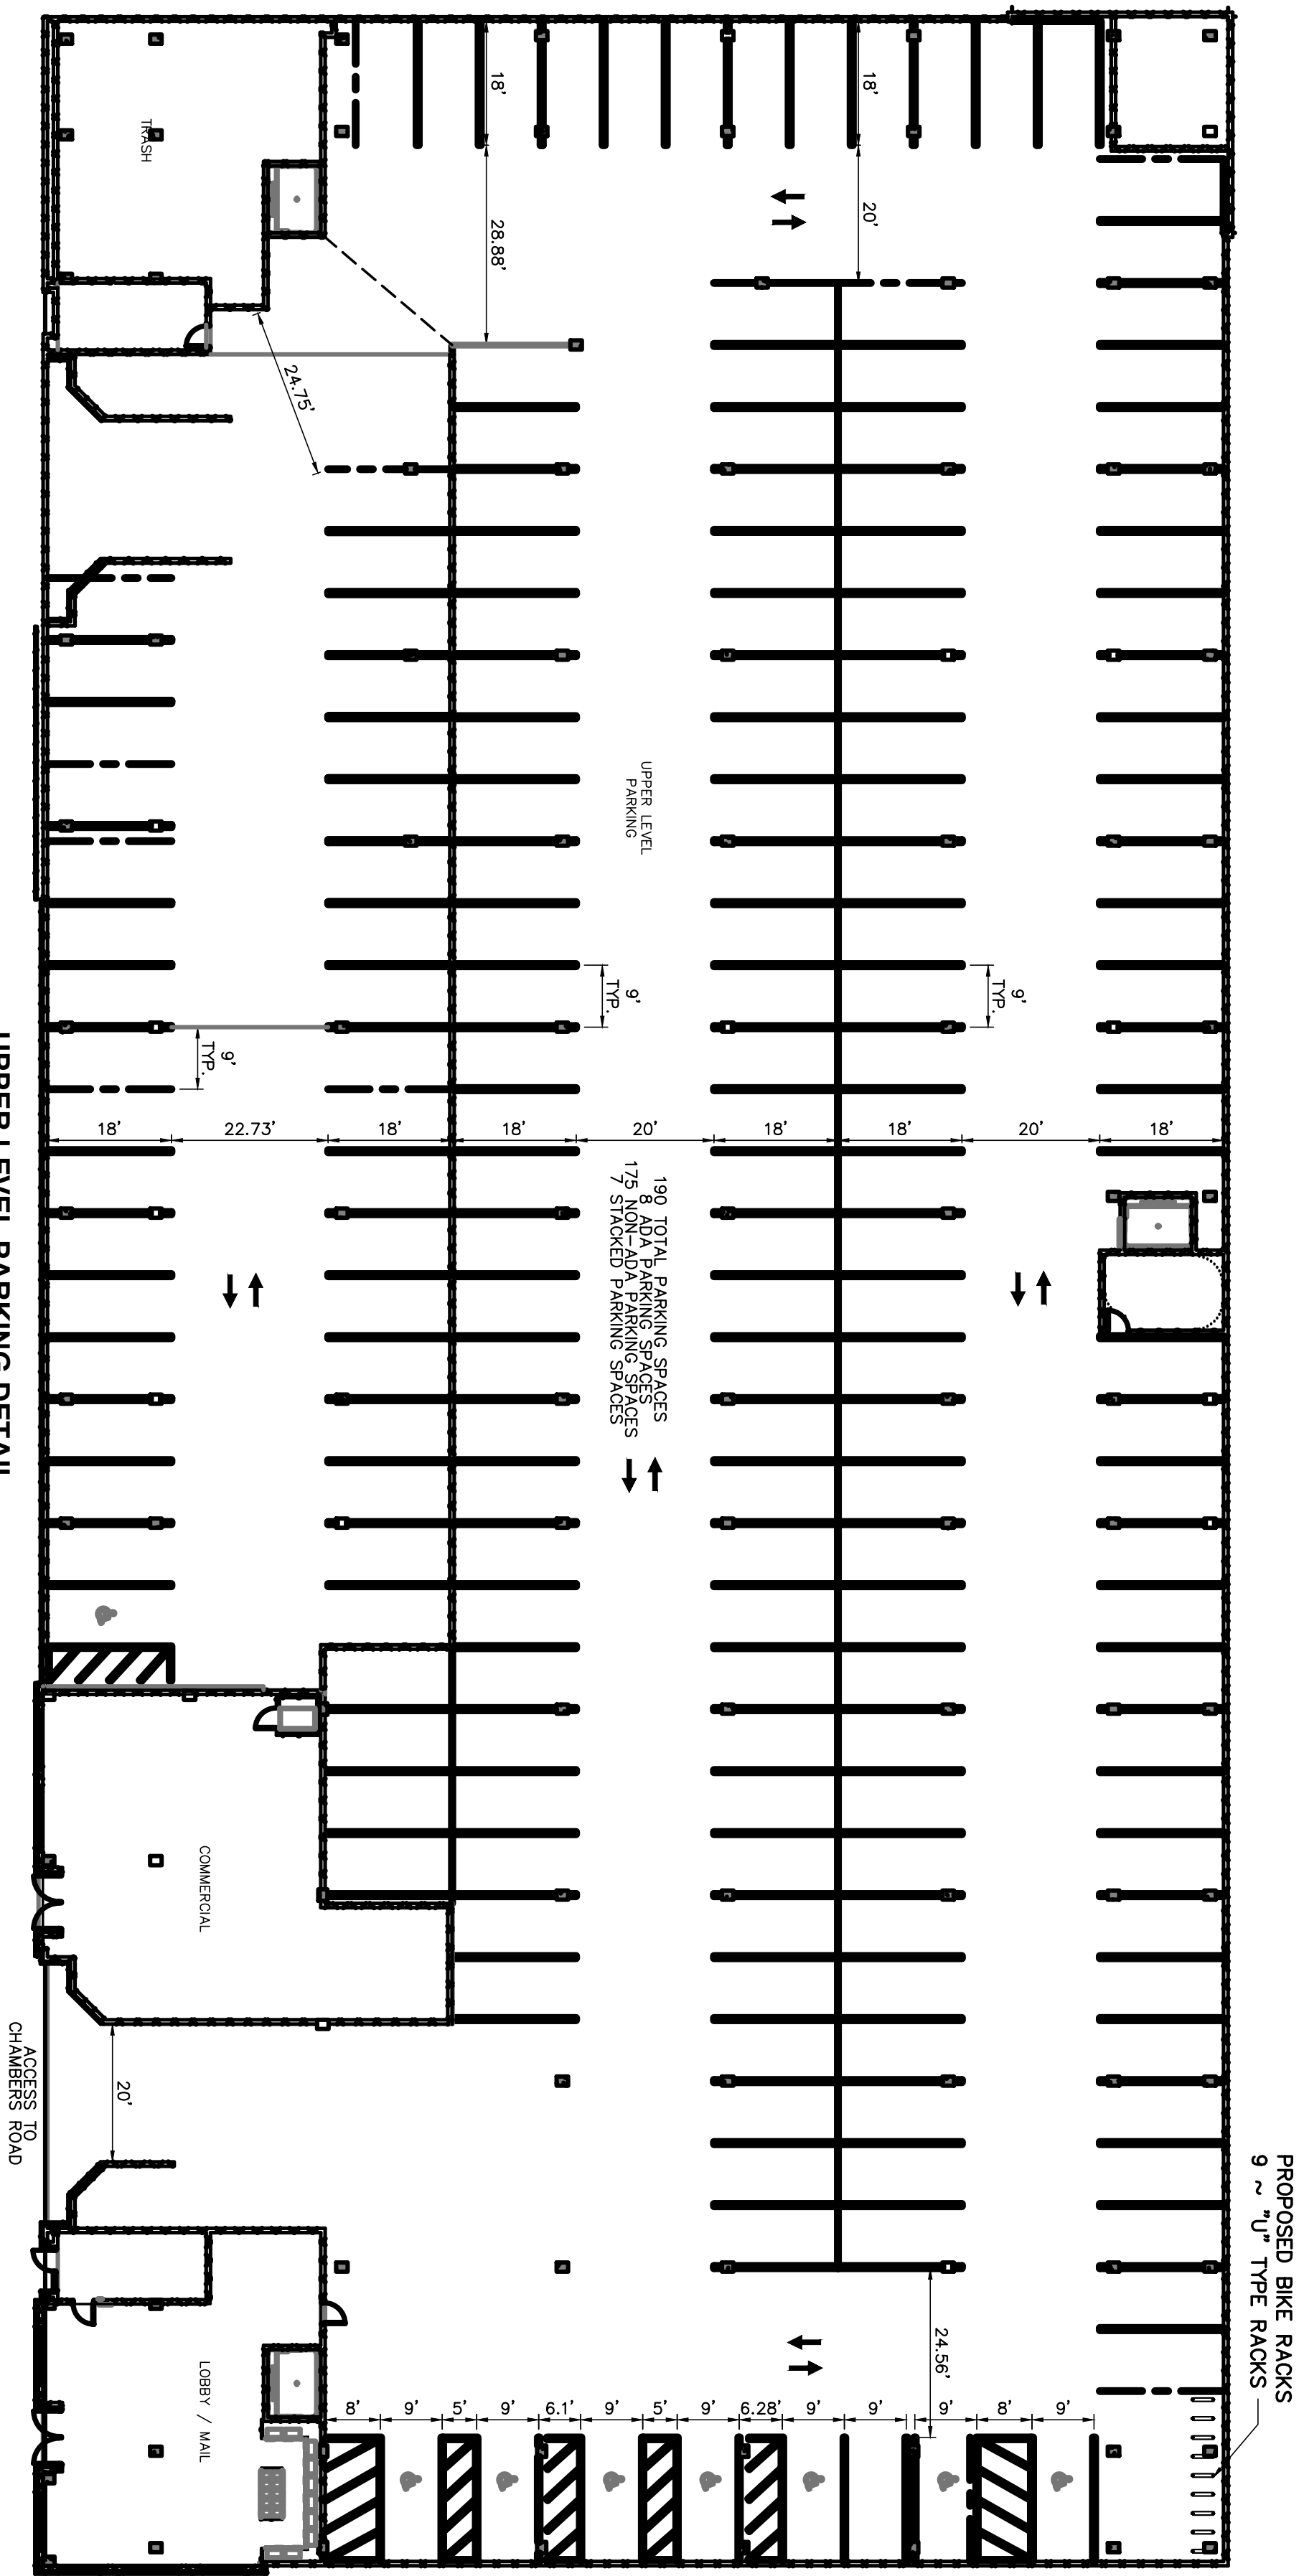 TRASH
18'
28.88'
18'
20'
24.75'
UPPER LEVEL
PARKING
9'
TYP.
9'
TYP.
9'
TYP.
18'
22.73'
18'
18'
20'
18'
18'
20'
18'
190 TOTAL PARKING SPACES
8 ADA PARKING SPACES
175 NON-ADA PARKING SPACES
7 STACKED PARKING SPACES
UPPER LEVEL PARKING DETAIL
COMMERCIAL
ACCESS TO
CHAMBERS ROAD
20'
PROPOSED BIKE RACKS
9 ~ "U" TYPE RACKS
24.56'
LOBBY / MAIL
8'
9'
5'
9'
6.1'
9'
5'
9'
6.28'
9'
9'
9'
8'
9'